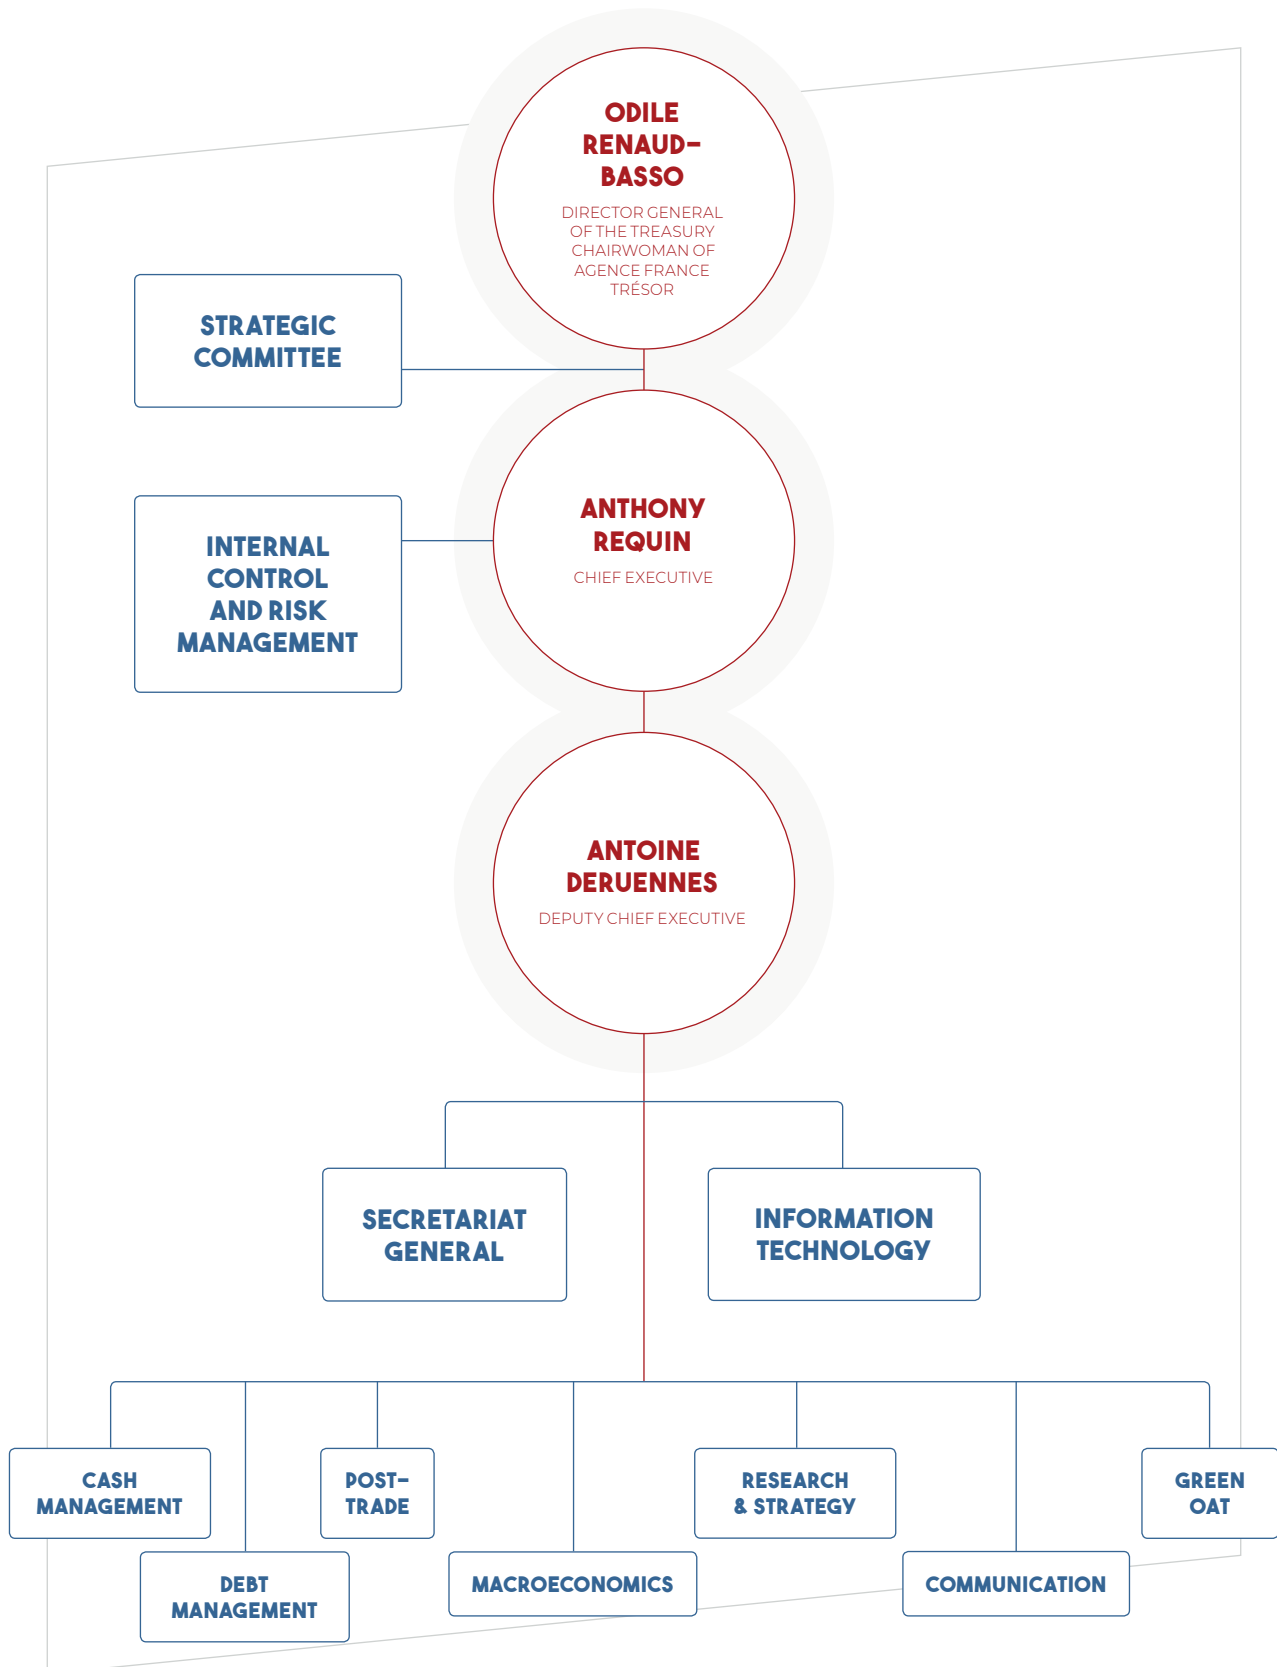 ODILE
RENAUD-
BASSO
DIRECTOR GENERAL
OF THE TREASURY
CHAIRWOMAN OF
AGENCE FRANCE
TRÉSOR
STRATEGIC
COMMITTEE
ANTHONY
REQUIN
CHIEF EXECUTIVE
INTERNAL
CONTROL
AND RISK
MANAGEMENT
ANTOINE
DERUENNES
DEPUTY CHIEF EXECUTIVE
SECRETARIAT
GENERAL
INFORMATION
TECHNOLOGY
CASH
MANAGEMENT
POST-
TRADE
RESEARCH
& STRATEGY
GREEN
OAT
DEBT
MANAGEMENT
MACROECONOMICS
COMMUNICATION